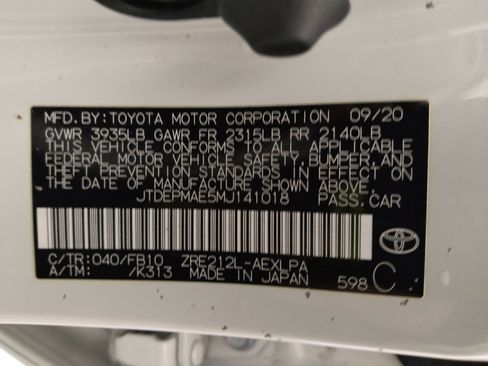 MFD.BY:TOYOTA MOTOR CORPORATION 09/20
GVWR 3935LB GAWR FR 2315LB RR 2140LB
THIS VEHICLE CONFORMS TO ALL APPLICABLE
FEDERAL MOTOR VEHICLE SAFETY, BUMPER, AND
THEFT PREVENTION STANDARDS IN EFFECT ON
THE DATE OF MANUFACTURE SHOWN ABOVE.
JTDEPMAE5MJ141018 PASS.CAR
C/TR:040/FB10 ZRE212L-AEXLPA
A/TM: /K313 MADE IN JAPAN 598 C